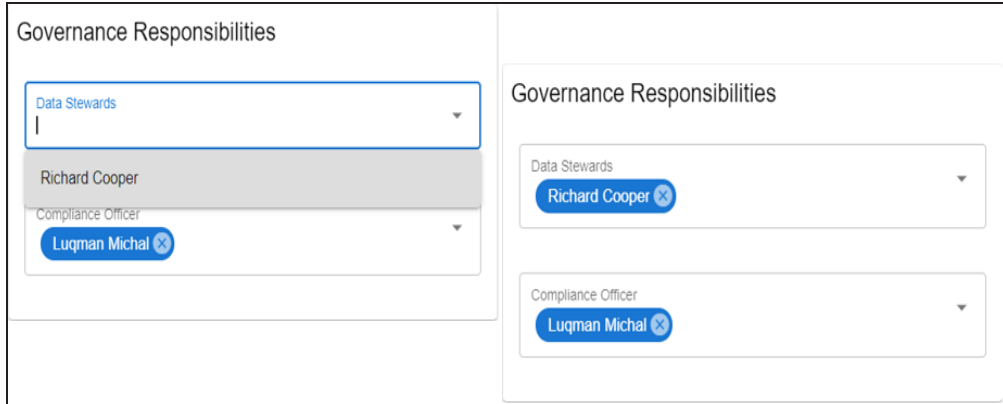 Governance Responsibilities
Data Stewards
Richard Cooper
Compliance Officer
Luqman Michal
Governance Responsibilities
Data Stewards
Richard Cooper
Compliance Officer
Luqman Michal